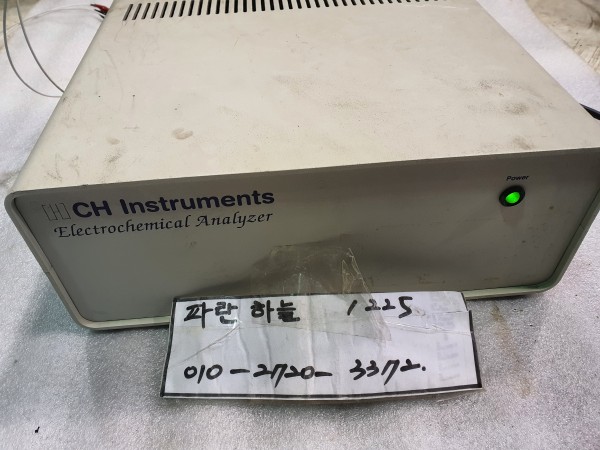 CH Instruments
Electrochemical Analyzer
Power
파란하늘 1225
010-2720-3372.